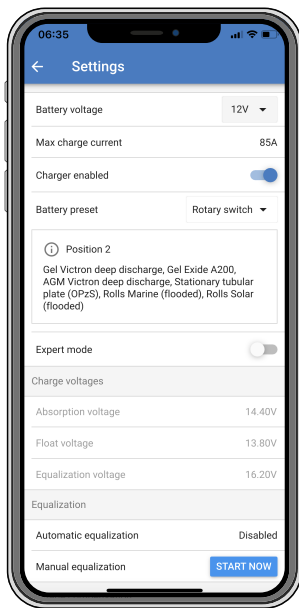 06:35
Settings
Battery voltage 12V
Max charge current 85A
Charger enabled
Battery preset Rotary switch
Position 2
Gel Victron deep discharge, Gel Exide A200,
AGM Victron deep discharge, Stationary tubular
plate (OPzS), Rolls Marine (flooded), Rolls Solar
(flooded)
Expert mode
Charge voltages
Absorption voltage 14.40V
Float voltage 13.80V
Equalization voltage 16.20V
Equalization
Automatic equalization Disabled
Manual equalization START NOW